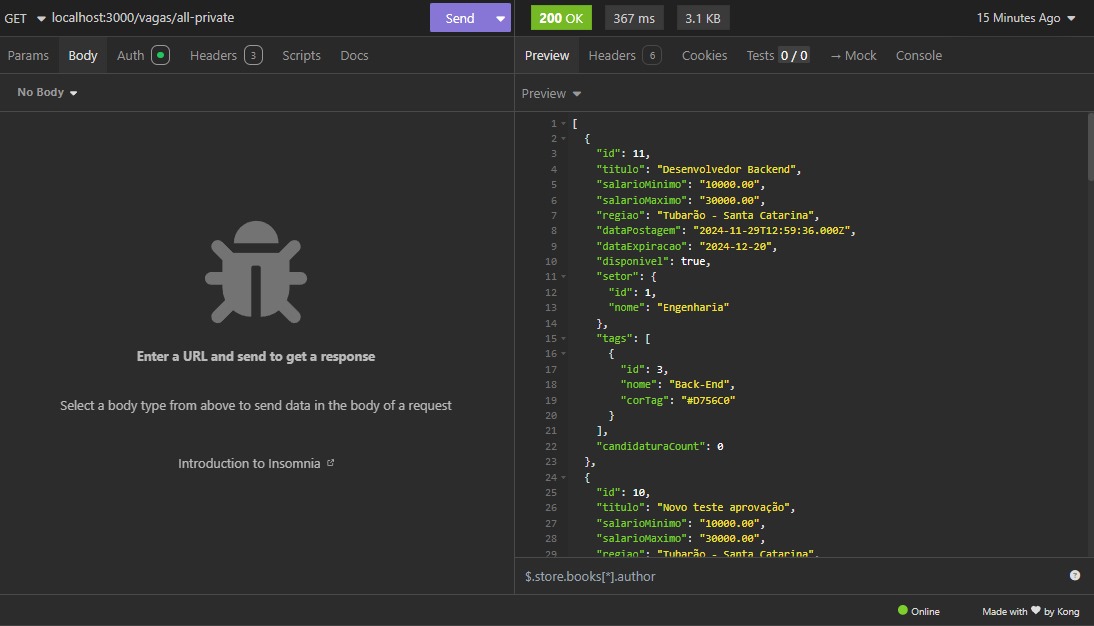 GET localhost:3000/vagas/all-private Send 200 OK 367 ms 3.1 KB 15 Minutes Ago
Params Body Auth Headers 3 Scripts Docs
Preview Headers 6 Cookies Tests 0 / 0 → Mock Console
No Body
Preview
Enter a URL and send to get a response
Select a body type from above to send data in the body of a request
Introduction to Insomnia
1 [
2 {
3 "id": 11,
4 "titulo": "Desenvolvedor Backend",
5 "salarioMinimo": "10000.00",
6 "salarioMaximo": "30000.00",
7 "regiao": "Tubarão - Santa Catarina",
8 "dataPostagem": "2024-11-29T12:59:36.000Z",
9 "dataExpiracao": "2024-12-20",
10 "disponivel": true,
11 "setor": {
12 "id": 1,
13 "nome": "Engenharia"
14 },
15 "tags": [
16 {
17 "id": 3,
18 "nome": "Back-End",
19 "corTag": "#D756C0"
20 }
21 ],
22 "candidaturaCount": 0
23 },
24 {
25 "id": 10,
26 "titulo": "Novo teste aprovação",
27 "salarioMinimo": "10000.00",
28 "salarioMaximo": "30000.00",
29 "regiao": "Tubarão - Santa Catarina",
$.store.books[*].author
Online Made with ❤ by Kong